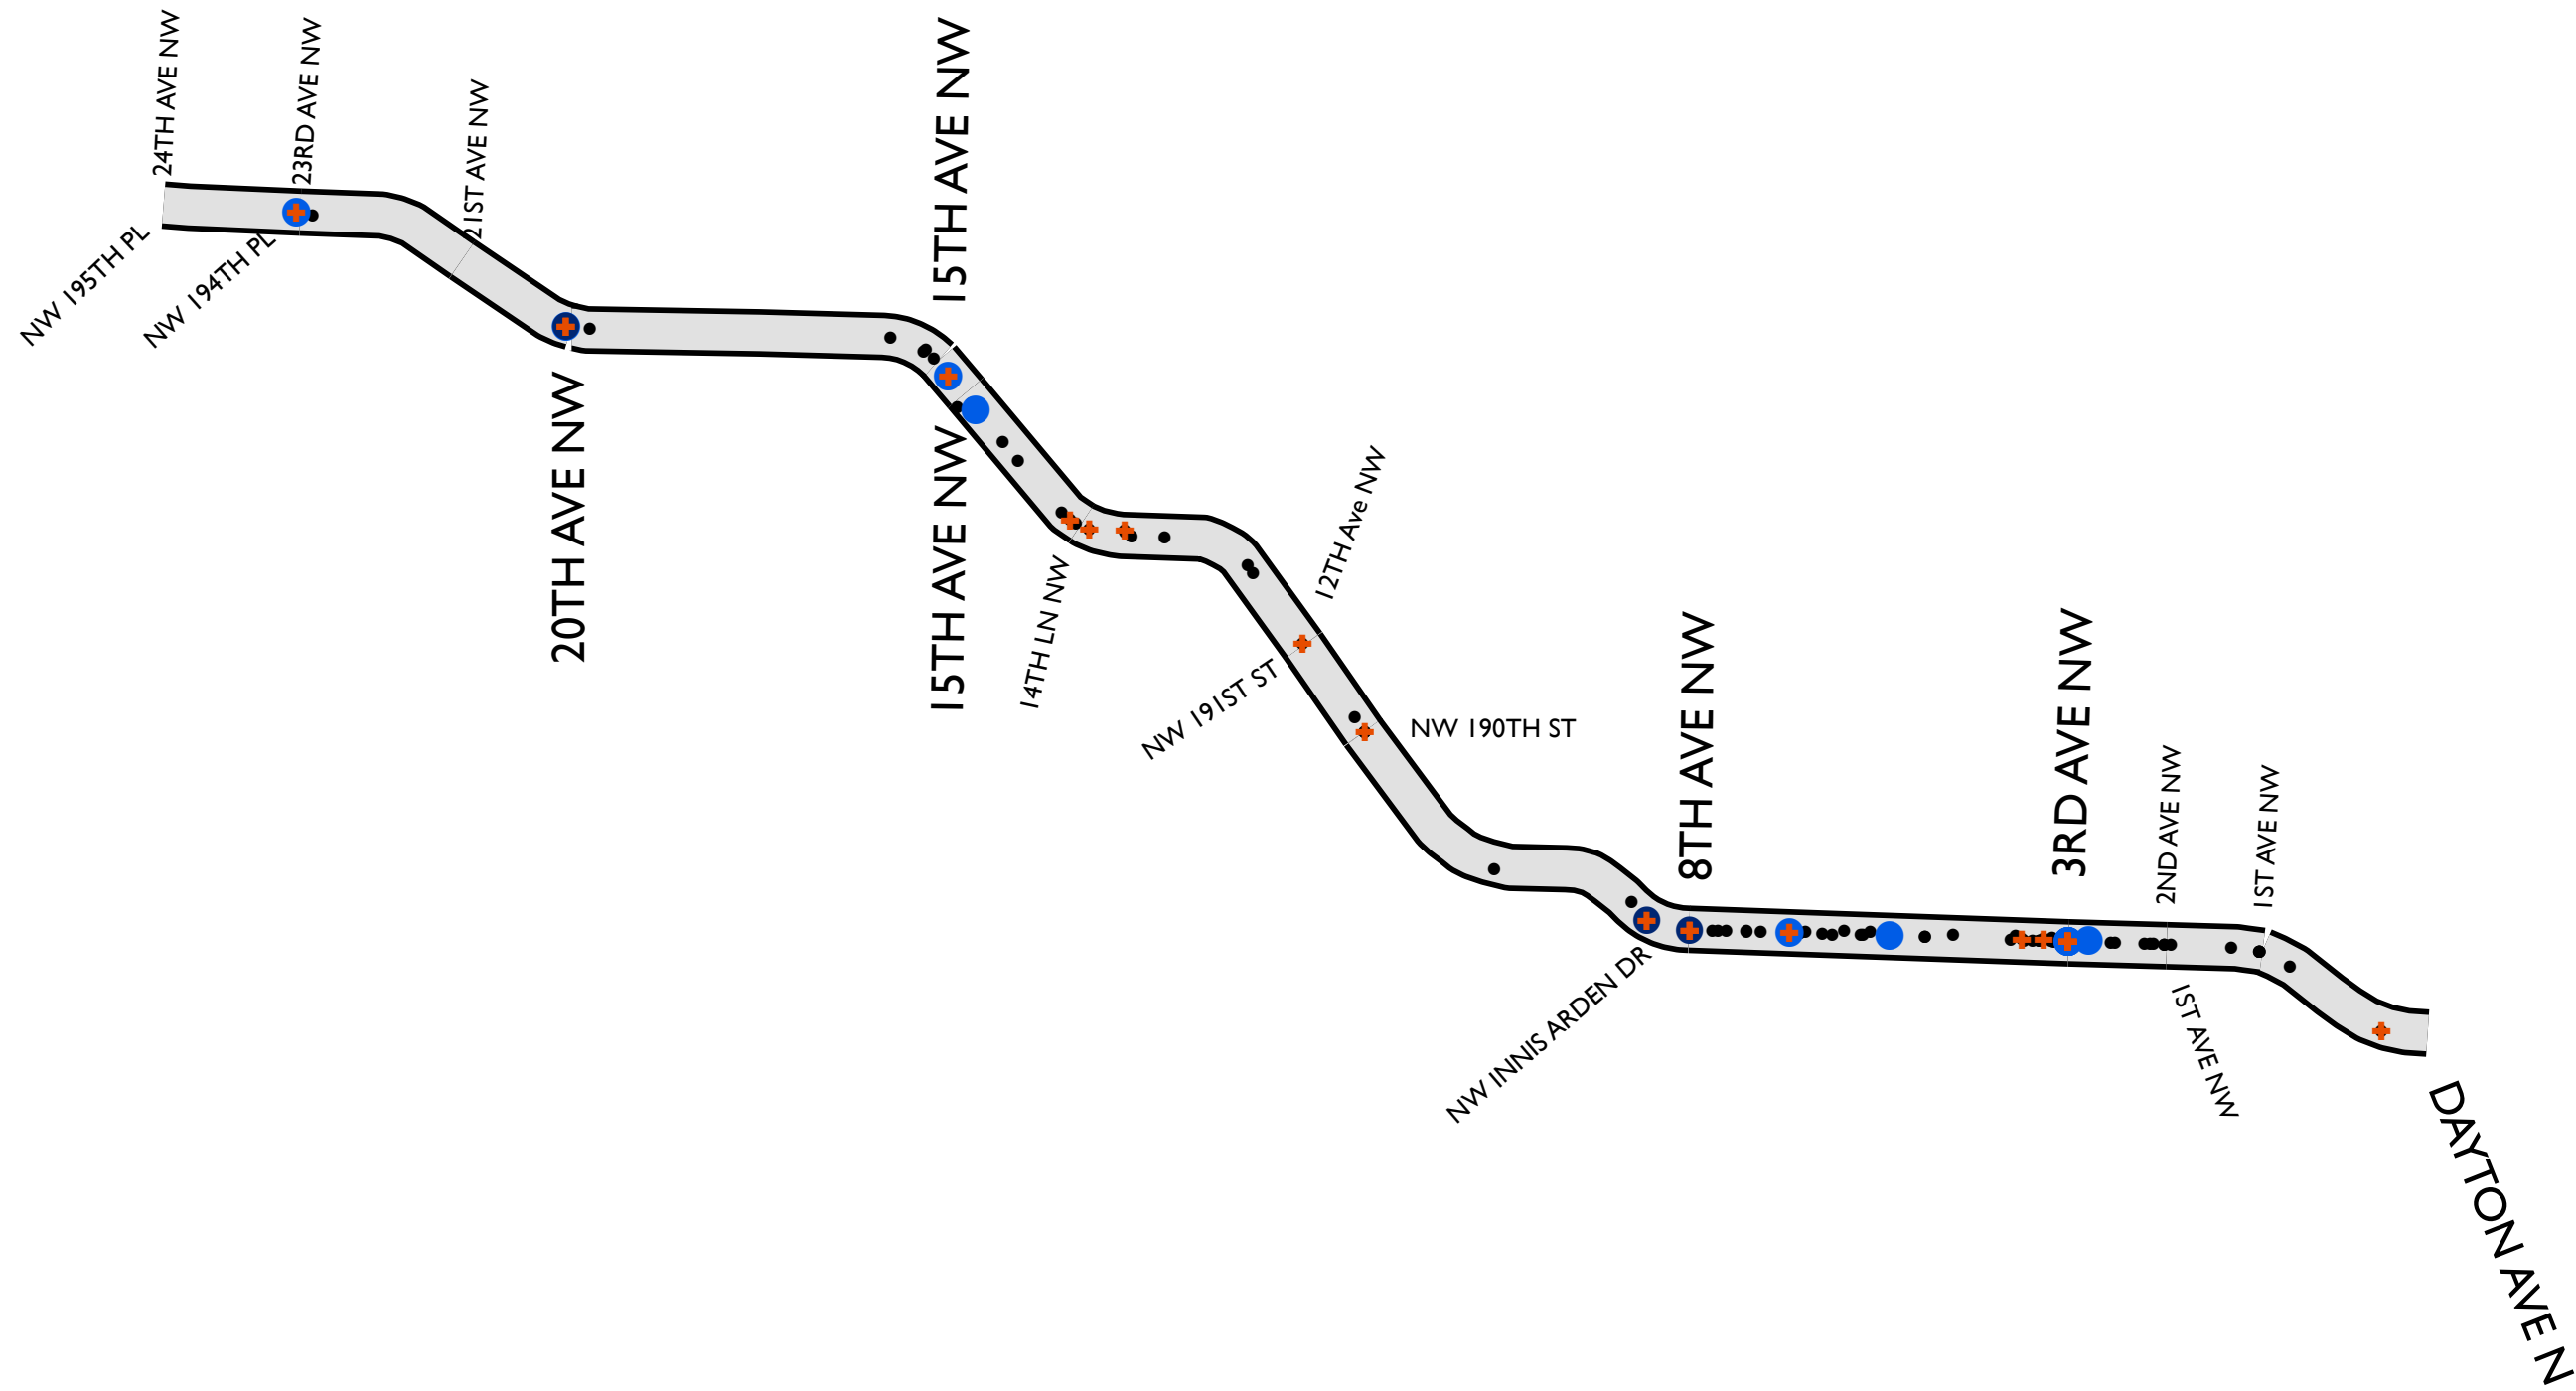 24TH AVE NW
23RD AVE NW
21ST AVE NW
15TH AVE NW
NW 195TH PL
NW 194TH PL
20TH AVE NW
15TH AVE NW
14TH LN NW
12TH Ave NW
NW 191ST ST
NW 190TH ST
8TH AVE NW
3RD AVE NW
2ND AVE NW
1ST AVE NW
NW INNIS ARDEN DR
1ST AVE NW
DAYTON AVE N